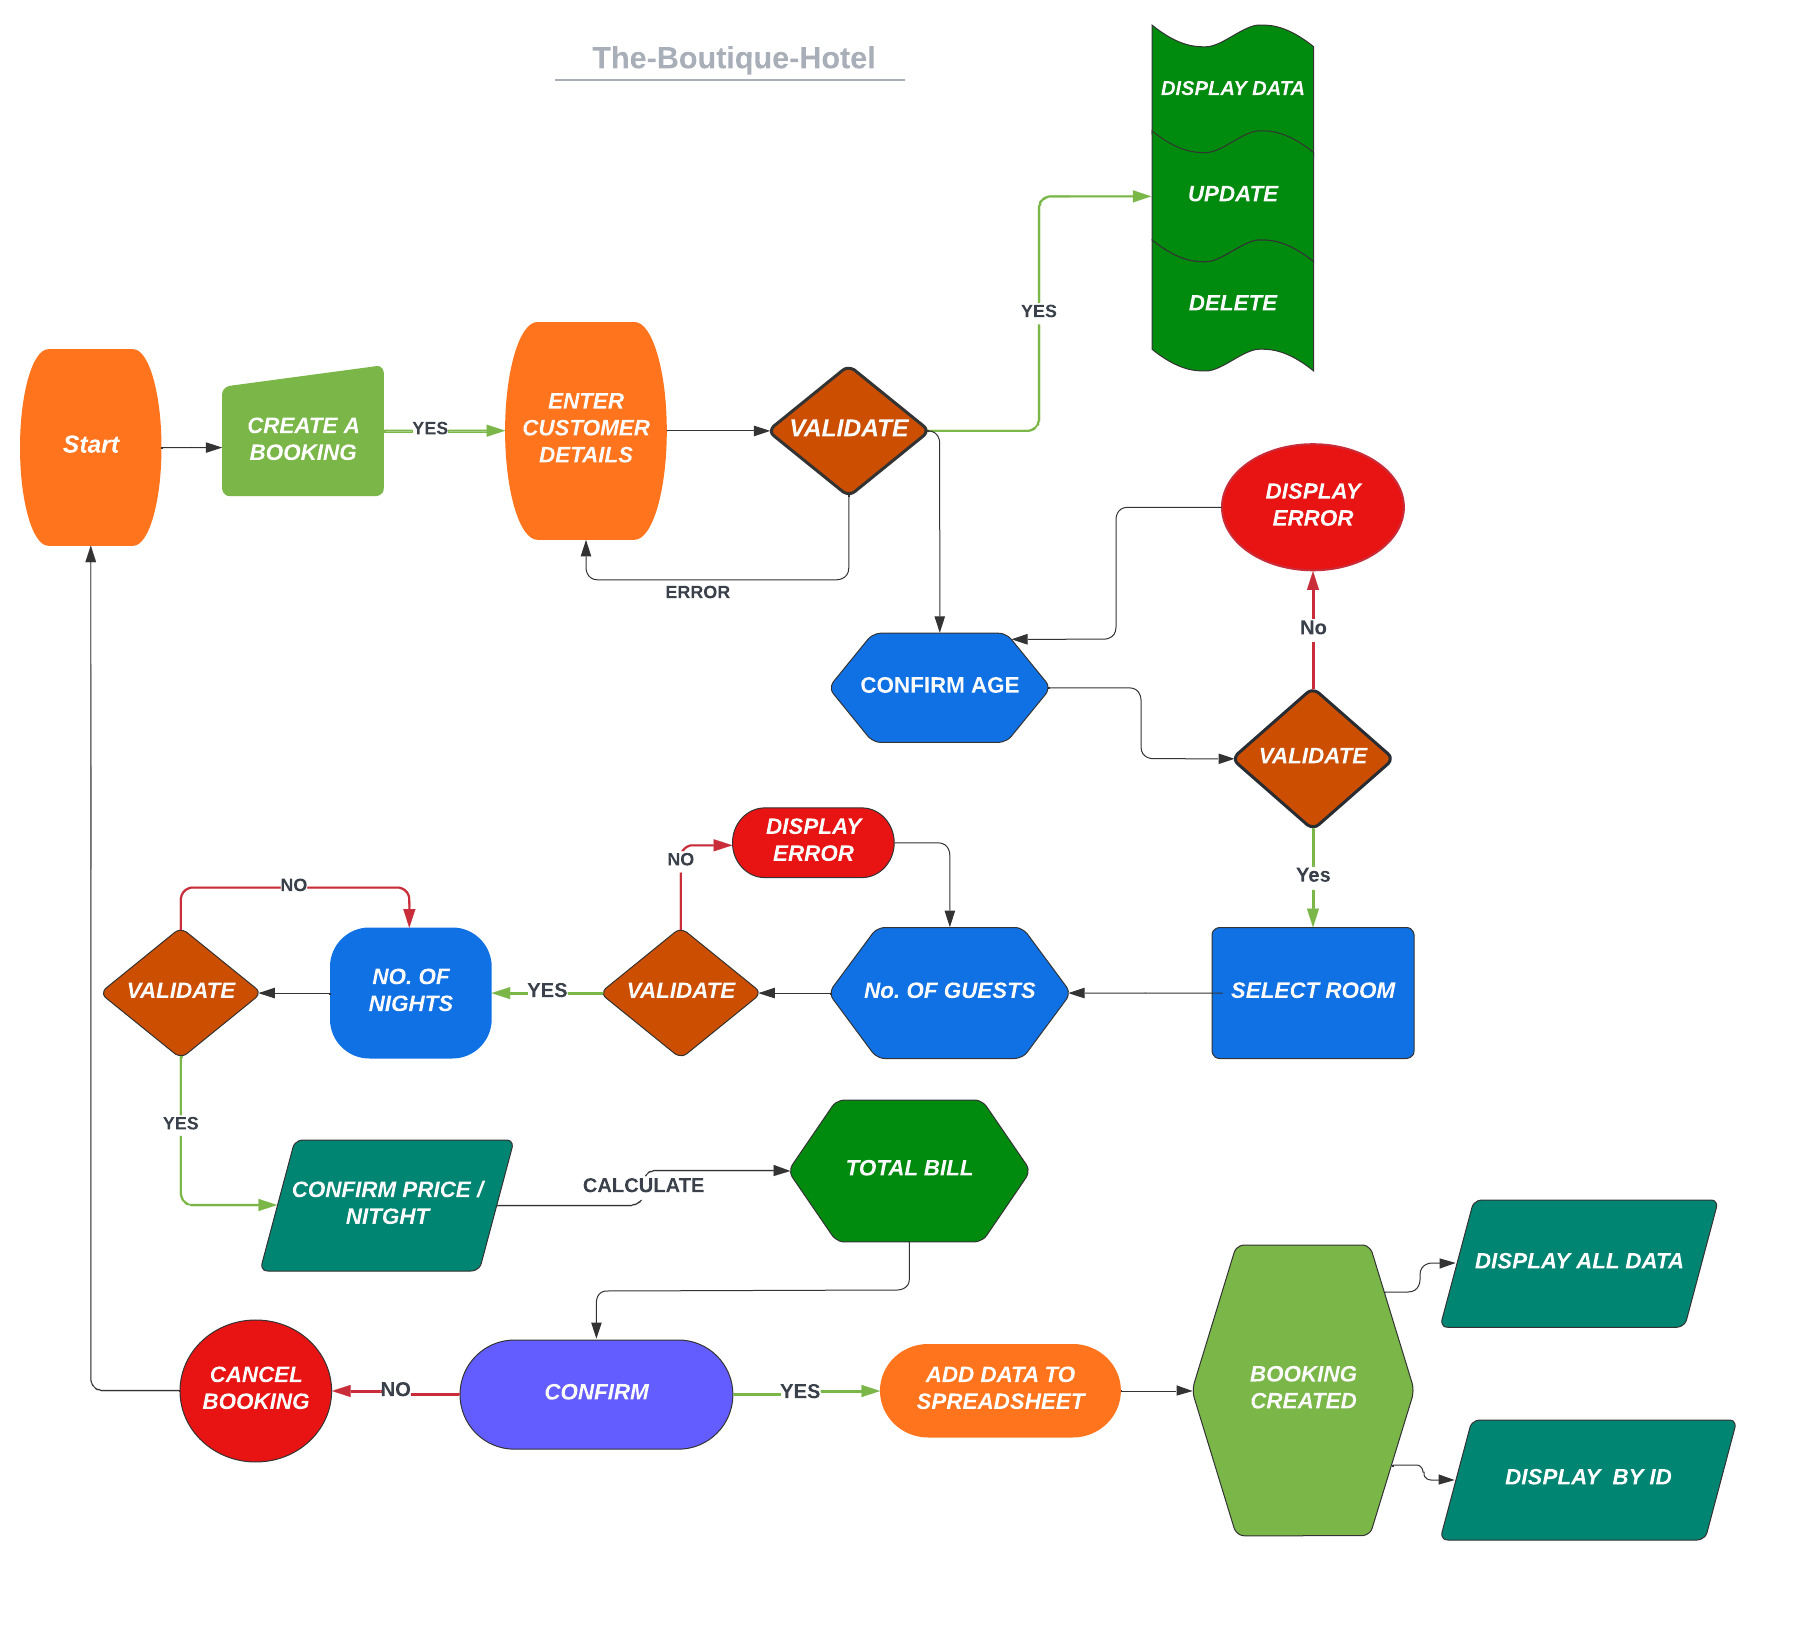 The-Boutique-Hotel
DISPLAY DATA
UPDATE
DELETE
YES
Start
CREATE A
BOOKING
YES
ENTER
CUSTOMER
DETAILS
VALIDATE
ERROR
DISPLAY
ERROR
No
CONFIRM AGE
VALIDATE
Yes
DISPLAY
ERROR
NO
NO
VALIDATE
NO. OF
NIGHTS
YES
VALIDATE
No. OF GUESTS
SELECT ROOM
YES
CONFIRM PRICE /
NITGHT
CALCULATE
TOTAL BILL
DISPLAY ALL DATA
CANCEL
BOOKING
NO
CONFIRM
YES
ADD DATA TO
SPREADSHEET
BOOKING
CREATED
DISPLAY  BY ID